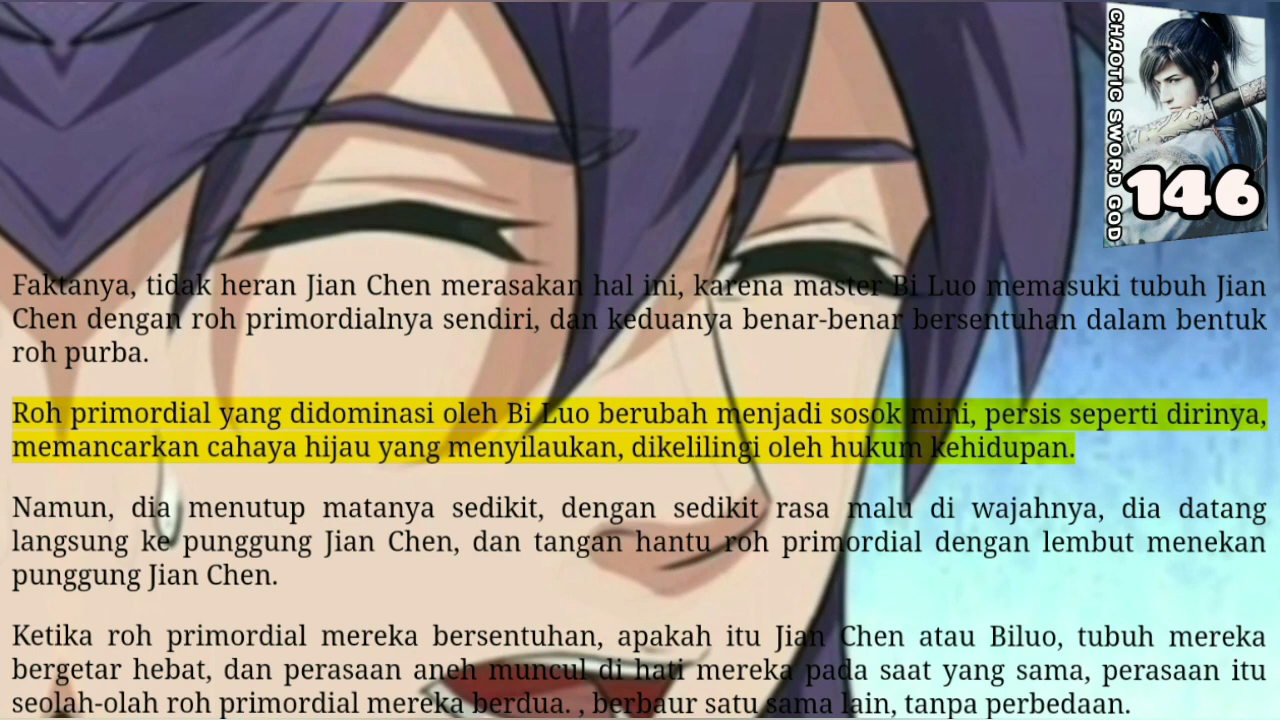 CHAOTIC SWORD GOD
146
Faktanya, tidak heran Jian Chen merasakan hal ini, karena master Bi Luo memasuki tubuh Jian
Chen dengan roh primordialnya sendiri, dan keduanya benar-benar bersentuhan dalam bentuk
roh purba.
Roh primordial yang didominasi oleh Bi Luo berubah menjadi sosok mini, persis seperti dirinya,
memancarkan cahaya hijau yang menyilaukan, dikelilingi oleh hukum kehidupan.
Namun, dia menutup matanya sedikit, dengan sedikit rasa malu di wajahnya, dia datang
langsung ke punggung Jian Chen, dan tangan hantu roh primordial dengan lembut menekan
punggung Jian Chen.
Ketika roh primordial mereka bersentuhan, apakah itu Jian Chen atau Biluo, tubuh mereka
bergetar hebat, dan perasaan aneh muncul di hati mereka pada saat yang sama, perasaan itu
seolah-olah roh primordial mereka berdua. , berbaur satu sama lain, tanpa perbedaan.